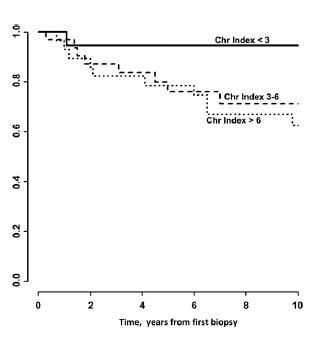 1.0
Chr Index < 3
0.8
Chr Index 3-6
Chr Index > 6
0.6
0.4
0.2
0.0
0 2 4 6 8 10
Time, years from first biopsy